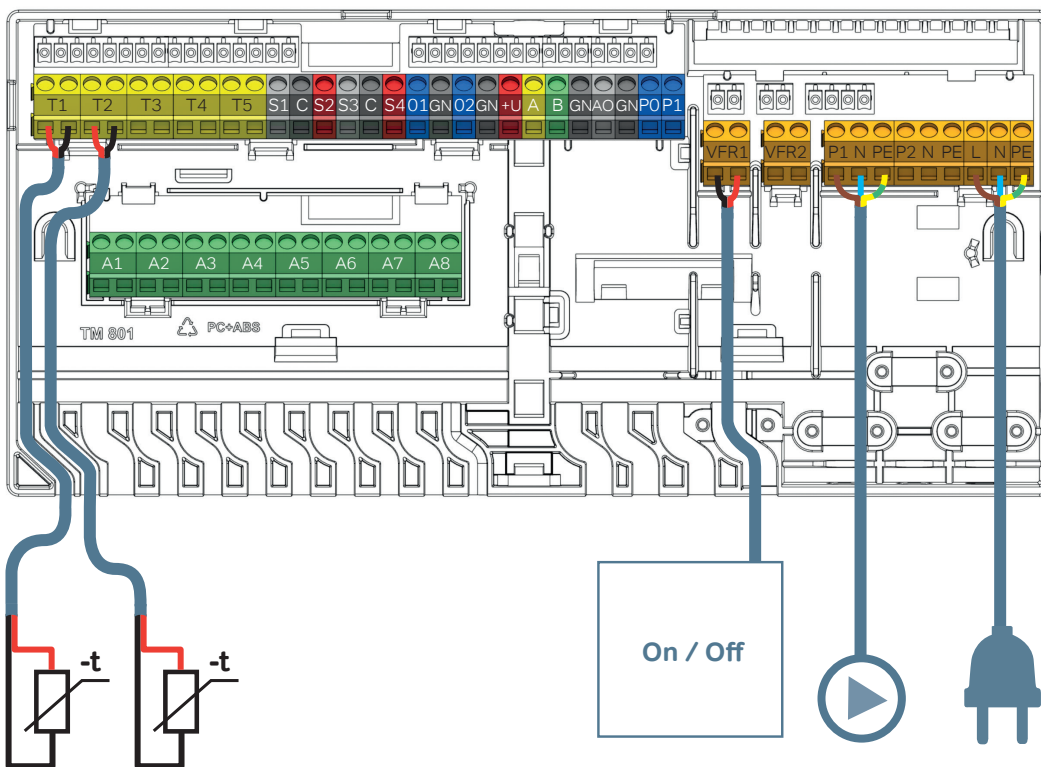 T1 T2 T3 T4 T5 S1 C S2 S3 C S4 01 GN 02 GN +U A B GN AO GN P0 P1
VFR1 VFR2 P1 N PE P2 N PE L N PE
A1 A2 A3 A4 A5 A6 A7 A8
TM 801 PC+ABS
On / Off
-t -t